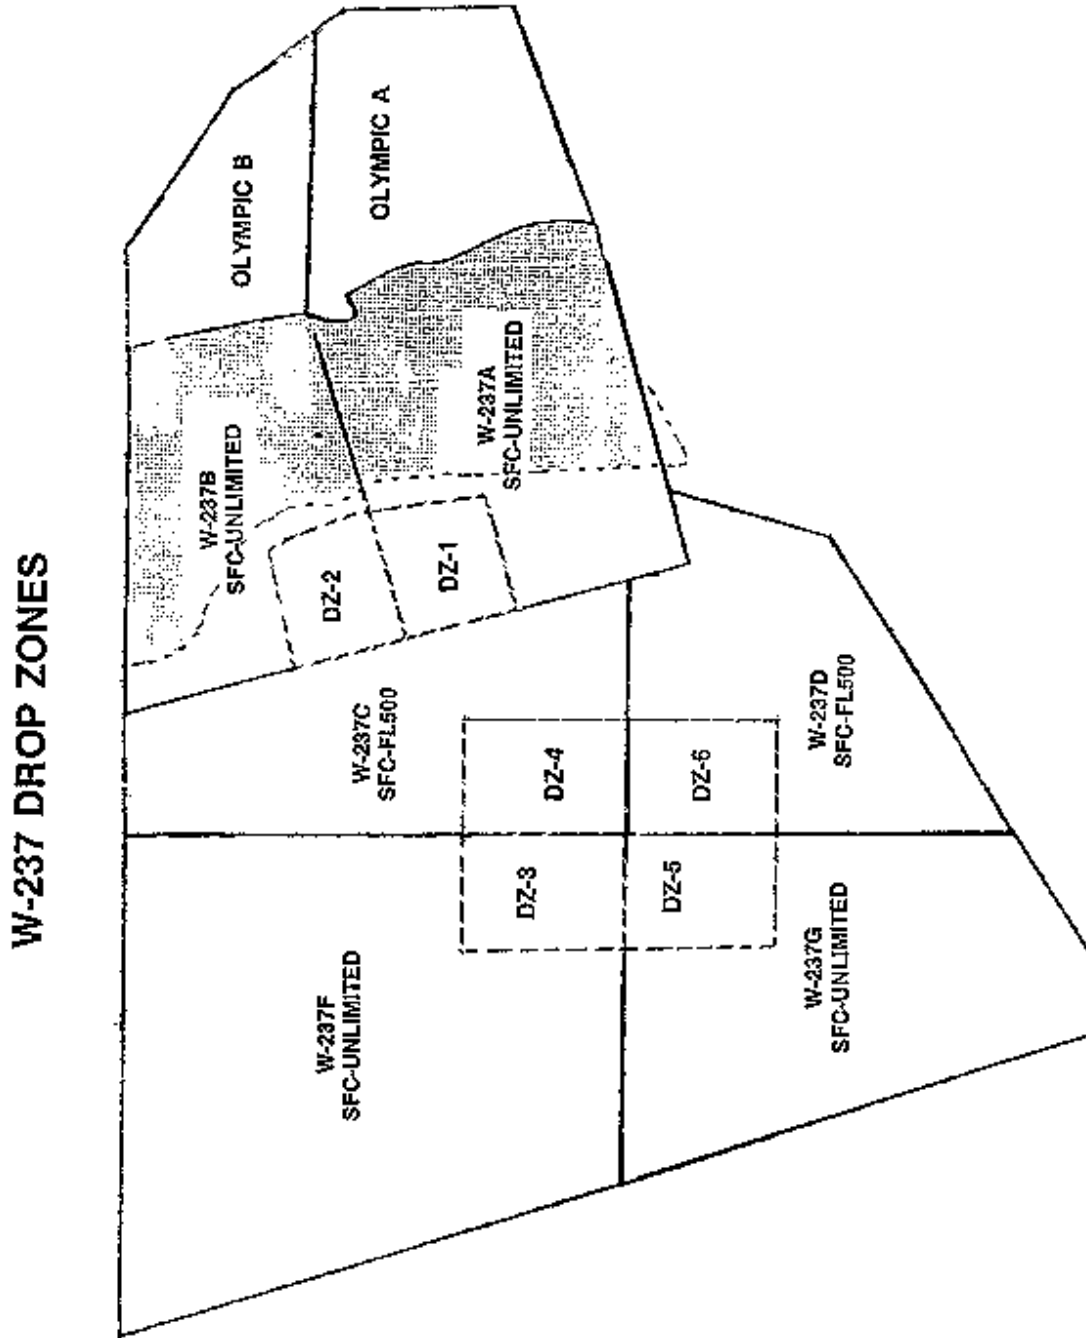 W-237 DROP ZONES
OLYMPIC B
OLYMPIC A
W-237B
SFC-UNLIMITED
W-237A
SFC-UNLIMITED
DZ-2
DZ-1
W-237C
SFC-FL500
DZ-4
DZ-6
W-237D
SFC-FL500
DZ-3
DZ-5
W-237F
SFC-UNLIMITED
W-237G
SFC-UNLIMITED